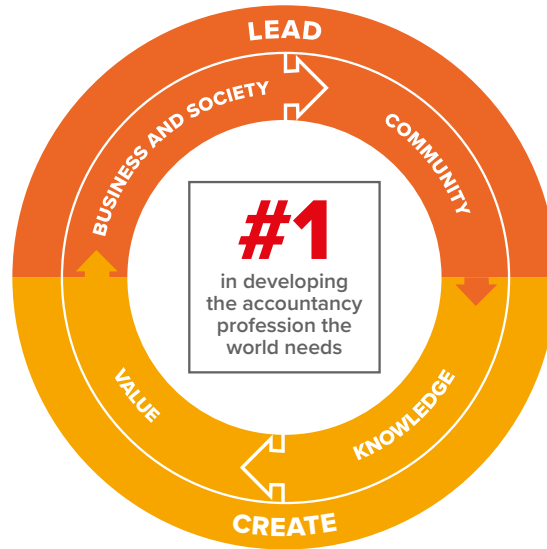 LEAD
BUSINESS AND SOCIETY
COMMUNITY
#1
in developing
the accountancy
profession the
world needs
VALUE
KNOWLEDGE
CREATE